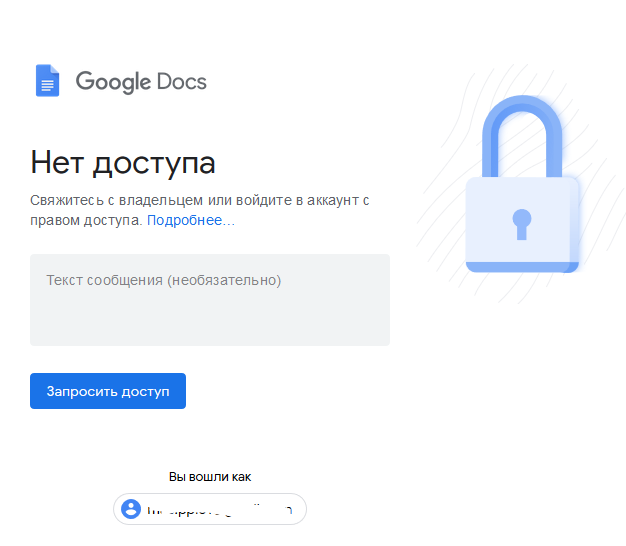 Google Docs
Нет доступа
Свяжитесь с владельцем или войдите в аккаунт с
правом доступа. Подробнее…
Текст сообщения (необязательно)
Запросить доступ
Вы вошли как